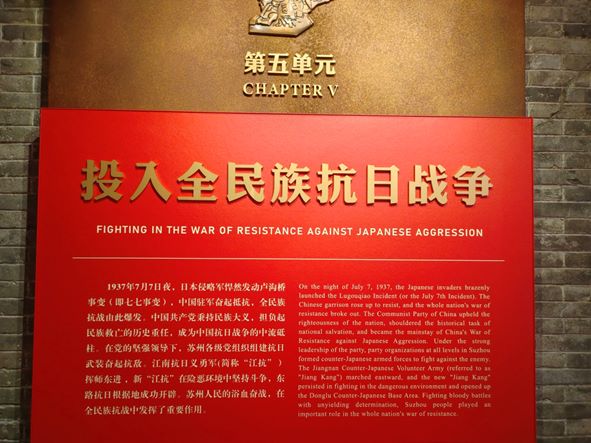 第五单元
CHAPTER V
投入全民族抗日战争
FIGHTING IN THE WAR OF RESISTANCE AGAINST JAPANESE AGGRESSION
1937年7月7日夜，日本侵略军悍然发动卢沟桥
事变（即七七事变），中国驻军奋起抵抗，全民族
抗战由此爆发。中国共产党秉持民族大义，担负起
民族救亡的历史重任，成为中国抗日战争的中流砥
柱。在党的坚强领导下，苏州各级党组织组建抗日
武装奋起抗敌。江南抗日义勇军(简称“江抗”)
挥师东进，新“江抗”在险恶环境中坚持斗争，东
路抗日根据地成功开辟。苏州人民的浴血奋战，在
全民族抗战中发挥了重要作用。
On the night of July 7, 1937, the Japanese invaders brazenly
launched the Lugouqiao Incident (or the July 7th Incident). The
Chinese garrison rose up to resist, and the whole nation's war of
resistance broke out. The Communist Party of China upheld the
righteousness of the nation, shouldered the historical task of
national salvation, and became the mainstay of China's War of
Resistance against Japanese Aggression. Under the strong
leadership of the party, party organizations at all levels in Suzhou
formed counter-Japanese armed forces to fight against the enemy.
The Jiangnan Counter-Japanese Volunteer Army (referred to as
"Jiang Kang") marched eastward, and the new "Jiang Kang"
persisted in fighting in the dangerous environment and opened up
the Donglu Counter-Japanese Base Area. Fighting bloody battles
with unyielding determination, Suzhou people played an
important role in the whole nation's war of resistance.